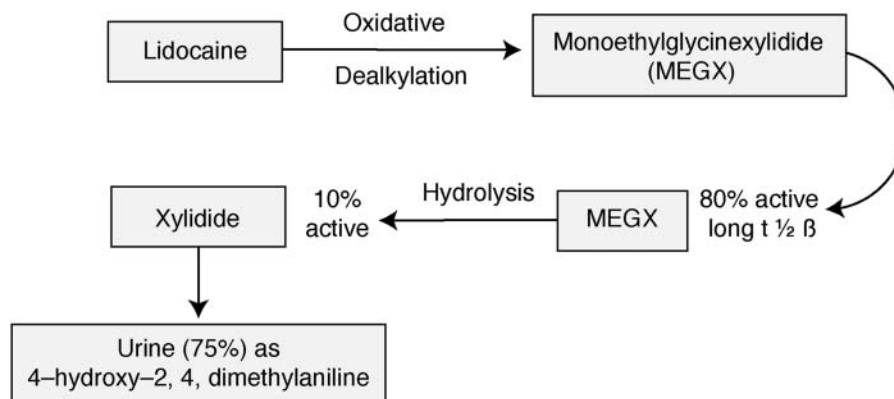 Lidocaine
Oxidative
Dealkylation
Monoethylglycinexylidide
(MEGX)
80% active
long t ½ ß
MEGX
Hydrolysis
10%
active
Xylidide
Urine (75%) as
4–hydroxy–2, 4, dimethylaniline